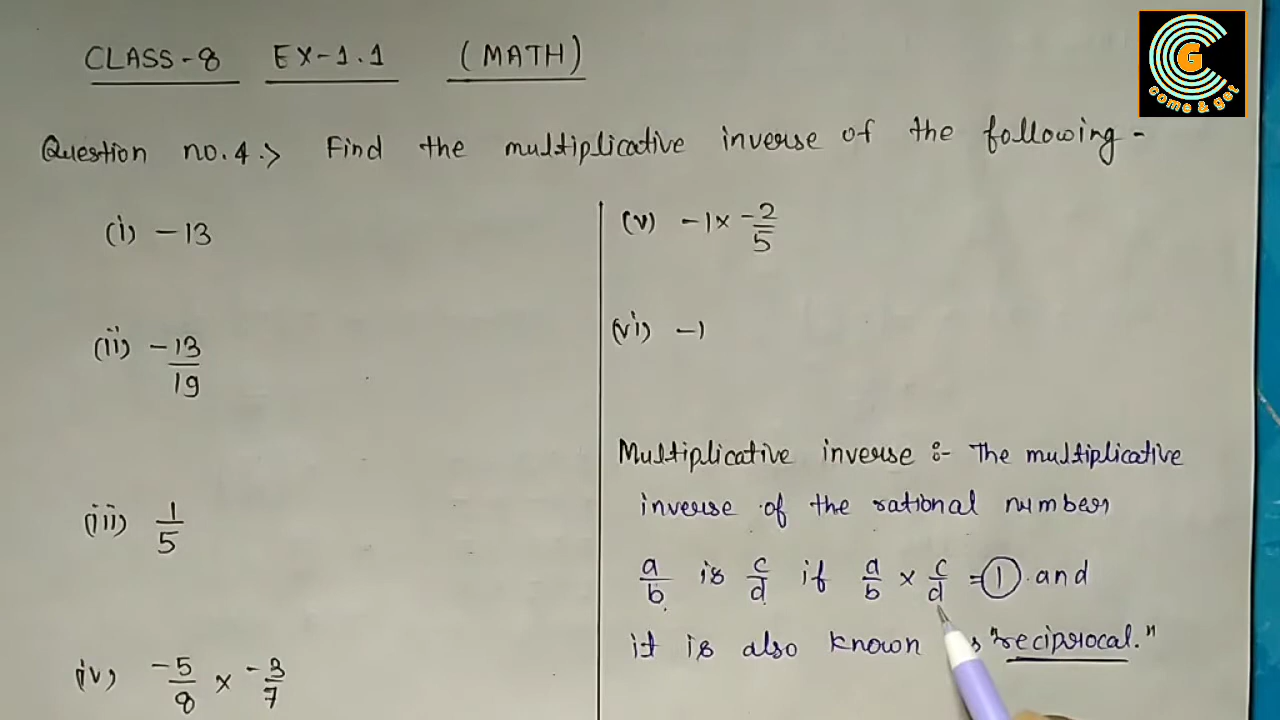 CLASS-8 EX-1.1 (MATH)
G
come & get
Question no.4.> Find the multiplicative inverse of the following -
(i) -13
(ii) -13/19
(iii) 1/5
(iv) -5/8 × -3/7
(v) -1× -2/5
(vi) -1
Multiplicative inverse :- The multiplicative
inverse of the rational numbers
a/b is c/d if a/b × c/d =1 and
it is also known "reciprocal."